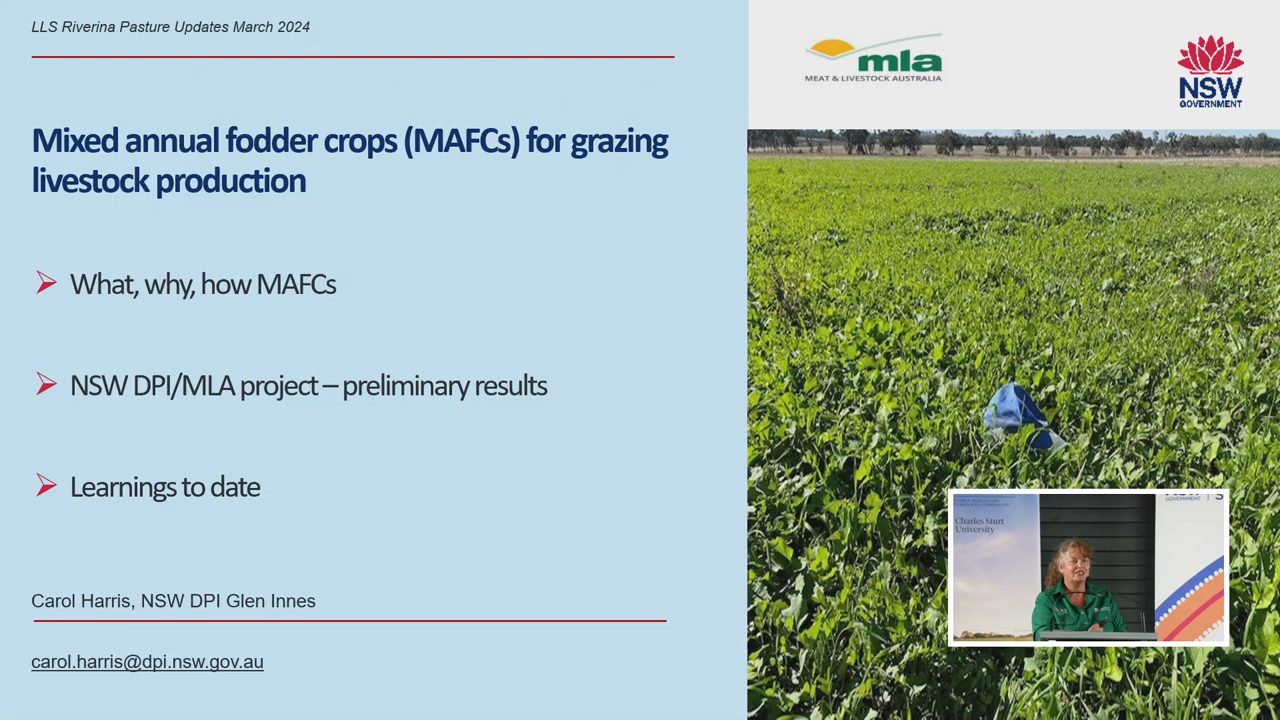 LLS Riverina Pasture Updates March 2024
mla
MEAT & LIVESTOCK AUSTRALIA
NSW
GOVERNMENT
Mixed annual fodder crops (MAFCs) for grazing
livestock production
What, why, how MAFCs
NSW DPI/MLA project – preliminary results
Learnings to date
Carol Harris, NSW DPI Glen Innes
carol.harris@dpi.nsw.gov.au
Charles Sturt
University
GOVERNMENT